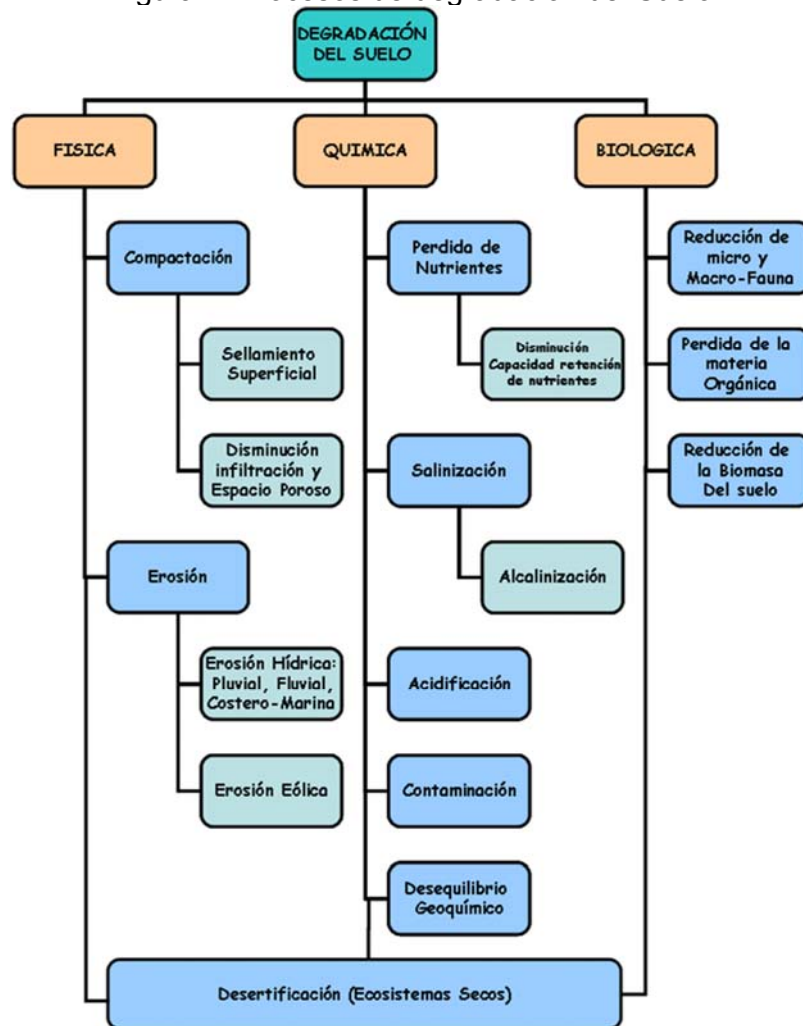 DEGRADACIÓN
DEL SUELO
FISICA
QUIMICA
BIOLOGICA
Compactación
Sellamiento
Superficial
Disminución
infiltración y
Espacio Poroso
Erosión
Erosión Hídrica:
Pluvial, Fluvial,
Costero-Marina
Erosión Eólica
Perdida de
Nutrientes
Disminución
Capacidad retención
de nutrientes
Salinización
Alcalinización
Acidificación
Contaminación
Desequilibrio
Geoquímico
Reducción de
micro y
Macro-Fauna
Perdida de la
materia
Orgánica
Reducción de
la Biomasa
Del suelo
Desertificación (Ecosistemas Secos)